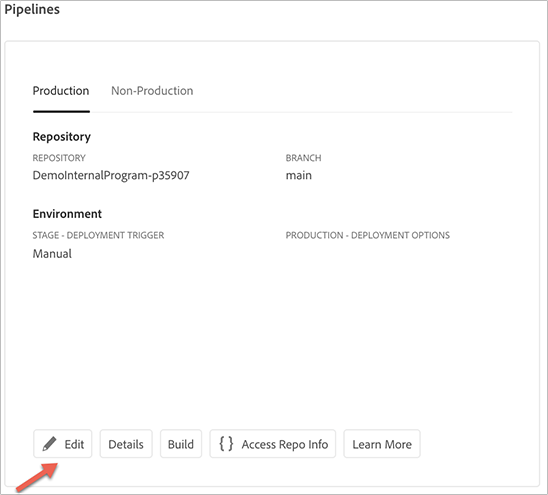 Pipelines
Production Non-Production
Repository
REPOSITORY BRANCH
DemoInternalProgram-p35907 main
Environment
STAGE - DEPLOYMENT TRIGGER PRODUCTION - DEPLOYMENT OPTIONS
Manual
Edit Details Build {} Access Repo Info Learn More